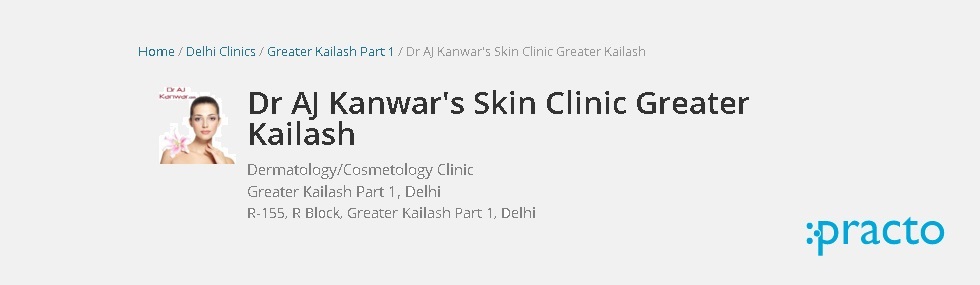 Home / Delhi Clinics / Greater Kailash Part 1 / Dr AJ Kanwar's Skin Clinic Greater Kailash
Dr AJ
Kanwar
Dr AJ Kanwar's Skin Clinic Greater
Kailash
Dermatology/Cosmetology Clinic
Greater Kailash Part 1, Delhi
R-155, R Block, Greater Kailash Part 1, Delhi
:practo